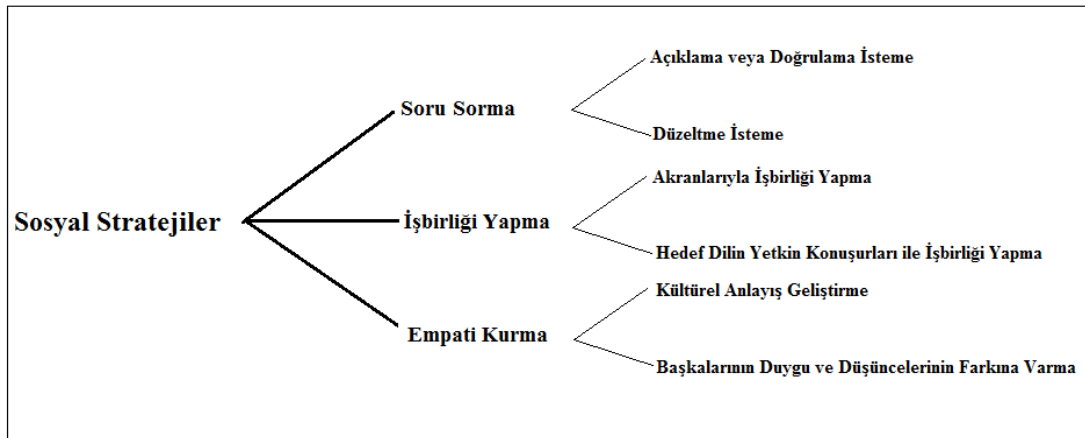 Sosyal Stratejiler
Soru Sorma
Açıklama veya Doğrulama İsteme
Düzeltme İsteme
İşbirliği Yapma
Akranlarıyla İşbirliği Yapma
Hedef Dilin Yetkin Konuşurları ile İşbirliği Yapma
Empati Kurma
Kültürel Anlayış Geliştirme
Başkalarının Duygu ve Düşüncelerinin Farkına Varma